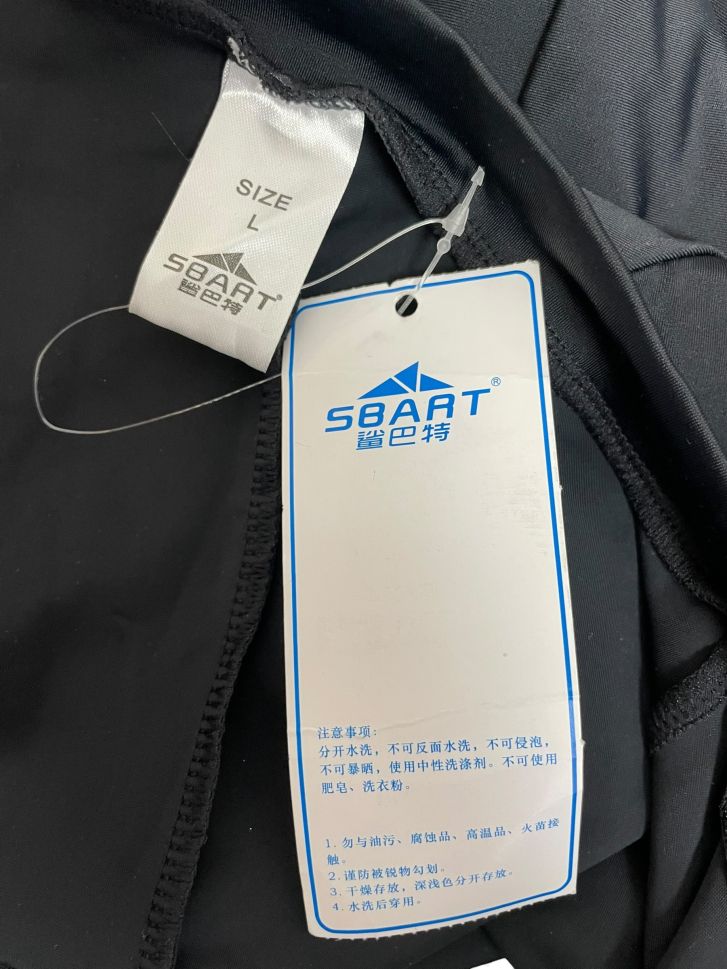 SIZE
L
SBART®
鲨巴特
SBART®
鲨巴特
注意事项:
分开水洗，不可反面水洗，不可侵泡，
不可暴晒，使用中性洗涤剂。不可使用
肥皂、洗衣粉。
1.勿与油污、腐蚀品、高温品、火苗接
触。
2.谨防被锐物勾划。
3.干燥存放，深浅色分开存放。
4.水洗后穿用。